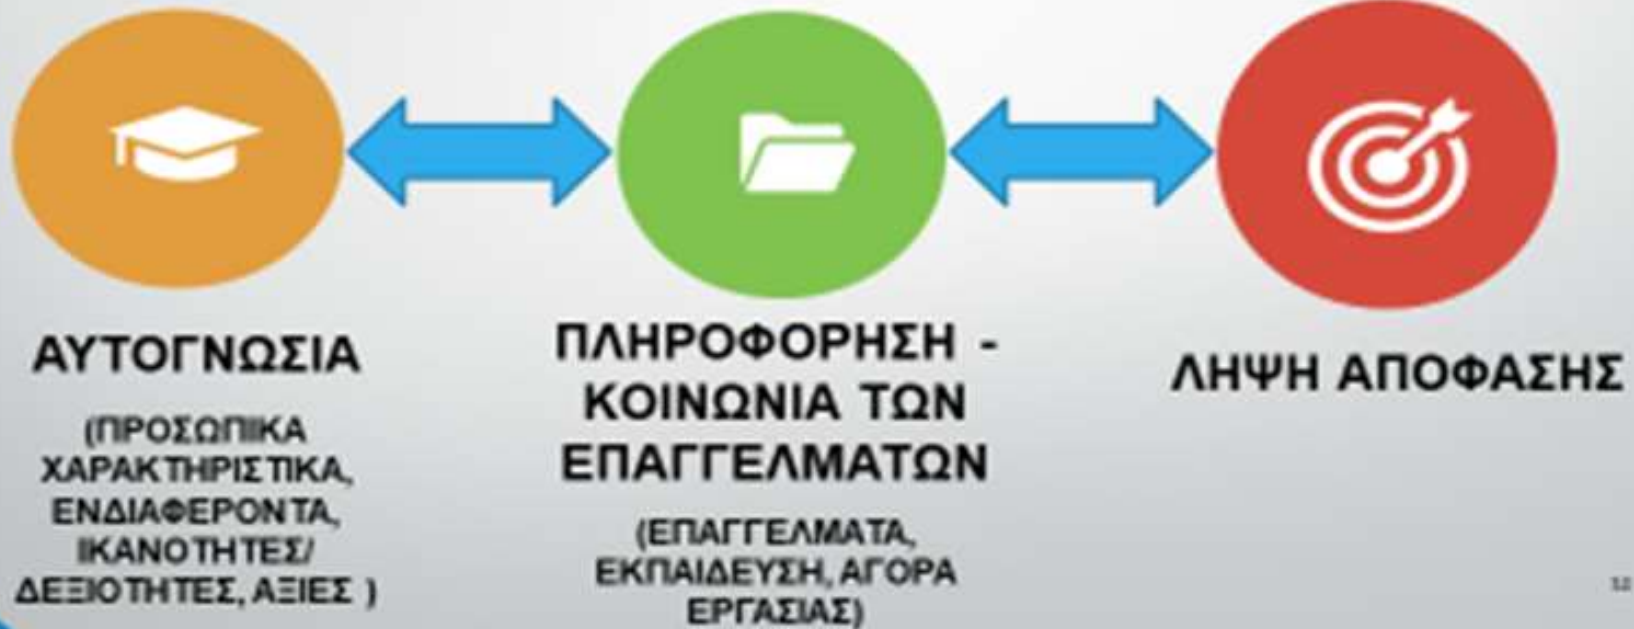 ΑΥΤΟΓΝΩΣΙΑ
(ΠΡΟΣΩΠΙΚΑ
ΧΑΡΑΚΤΗΡΙΣΤΙΚΑ,
ΕΝΔΙΑΦΕΡΟΝΤΑ,
ΙΚΑΝΟΤΗΤΕΣ/
ΔΕΞΙΟΤΗΤΕΣ, ΑΞΙΕΣ )
ΠΛΗΡΟΦΟΡΗΣΗ -
ΚΟΙΝΩΝΙΑ ΤΩΝ
ΕΠΑΓΓΕΛΜΑΤΩΝ
(ΕΠΑΓΓΕΛΜΑΤΑ,
ΕΚΠΑΙΔΕΥΣΗ, ΑΓΟΡΑ
ΕΡΓΑΣΙΑΣ)
ΛΗΨΗ ΑΠΟΦΑΣΗΣ